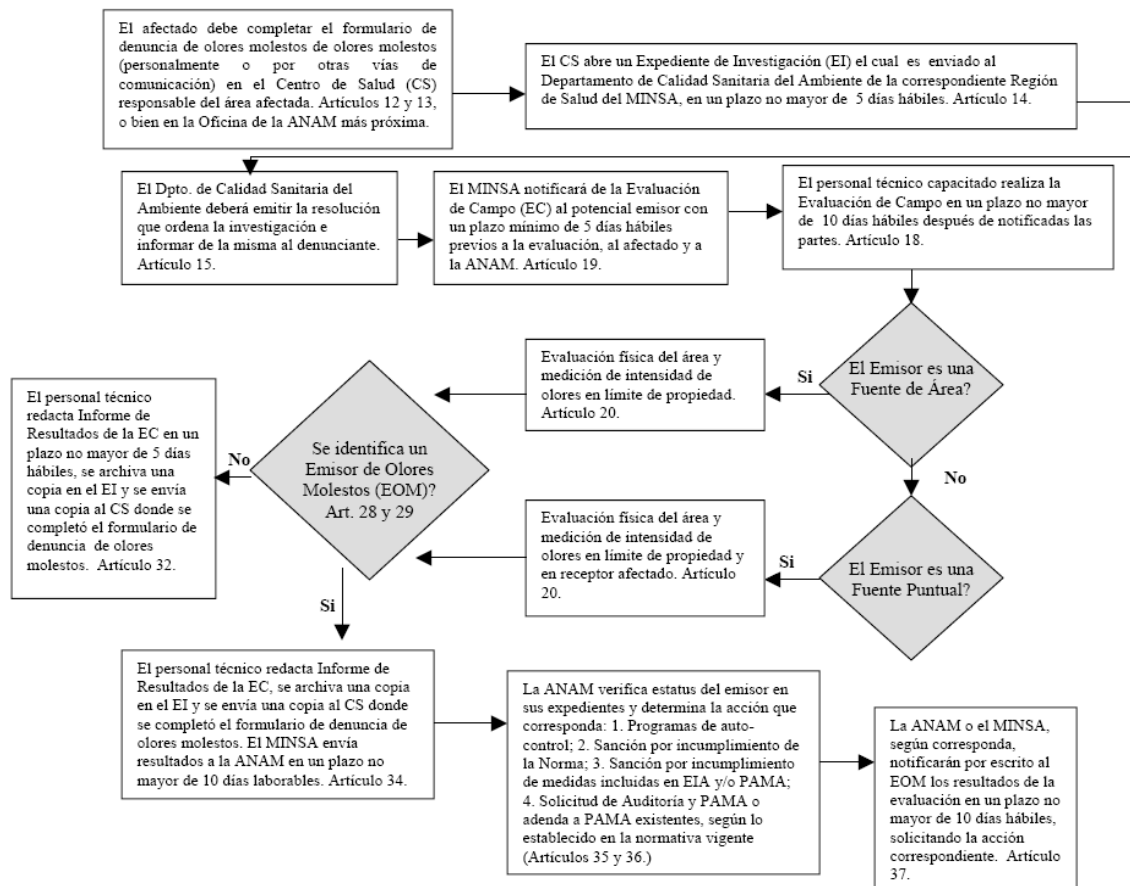 El afectado debe completar el formulario de
denuncia de olores molestos de olores molestos
(personalmente o por otras vías de
comunicación) en el Centro de Salud (CS)
responsable del área afectada. Artículos 12 y 13,
o bien en la Oficina de la ANAM más próxima.
El CS abre un Expediente de Investigación (EI) el cual es enviado al
Departamento de Calidad Sanitaria del Ambiente de la correspondiente Región
de Salud del MINSA, en un plazo no mayor de 5 días hábiles. Artículo 14.
El Dpto. de Calidad Sanitaria del
Ambiente deberá emitir la resolución
que ordena la investigación e
informar de la misma al denunciante.
Artículo 15.
El MINSA notificará de la Evaluación
de Campo (EC) al potencial emisor con
un plazo mínimo de 5 días hábiles
previos a la evaluación, al afectado y a
la ANAM. Artículo 19.
El personal técnico capacitado realiza la
Evaluación de Campo en un plazo no mayor
de 10 días hábiles después de notificadas las
partes. Artículo 18.
El Emisor es una
Fuente de Área?
Si
Evaluación física del área y
medición de intensidad de
olores en límite de propiedad.
Artículo 20.
No
El Emisor es una
Fuente Puntual?
Si
Evaluación física del área y
medición de intensidad de
olores en límite de propiedad y
en receptor afectado. Artículo
20.
Se identifica un
Emisor de Olores
Molestos (EOM)?
Art. 28 y 29
No
El personal técnico
redacta Informe de
Resultados de la EC en un
plazo no mayor de 5 días
hábiles, se archiva una
copia en el EI y se envía
una copia al CS donde se
completó el formulario de
denuncia de olores
molestos. Artículo 32.
Si
El personal técnico redacta Informe de
Resultados de la EC, se archiva una copia
en el EI y se envía una copia al CS donde
se completó el formulario de denuncia de
olores molestos. El MINSA envía
resultados a la ANAM en un plazo no
mayor de 10 días laborables. Artículo 34.
La ANAM verifica estatus del emisor en
sus expedientes y determina la acción que
corresponda: 1. Programas de auto-
control; 2. Sanción por incumplimiento de
la Norma; 3. Sanción por incumplimiento
de medidas incluidas en EIA y/o PAMA;
4. Solicitud de Auditoría y PAMA o
adenda a PAMA existentes, según lo
establecido en la normativa vigente
(Artículos 35 y 36.)
La ANAM o el MINSA,
según corresponda,
notificarán por escrito al
EOM los resultados de la
evaluación en un plazo no
mayor de 10 días hábiles,
solicitando la acción
correspondiente. Artículo
37.